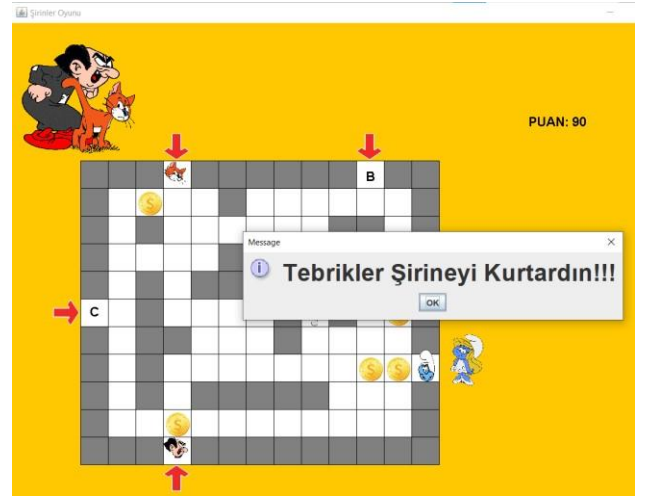 Şirinler Oyunu
PUAN: 90
B
Message
Tebrikler Şirineyi Kurtardın!!!
OK
C